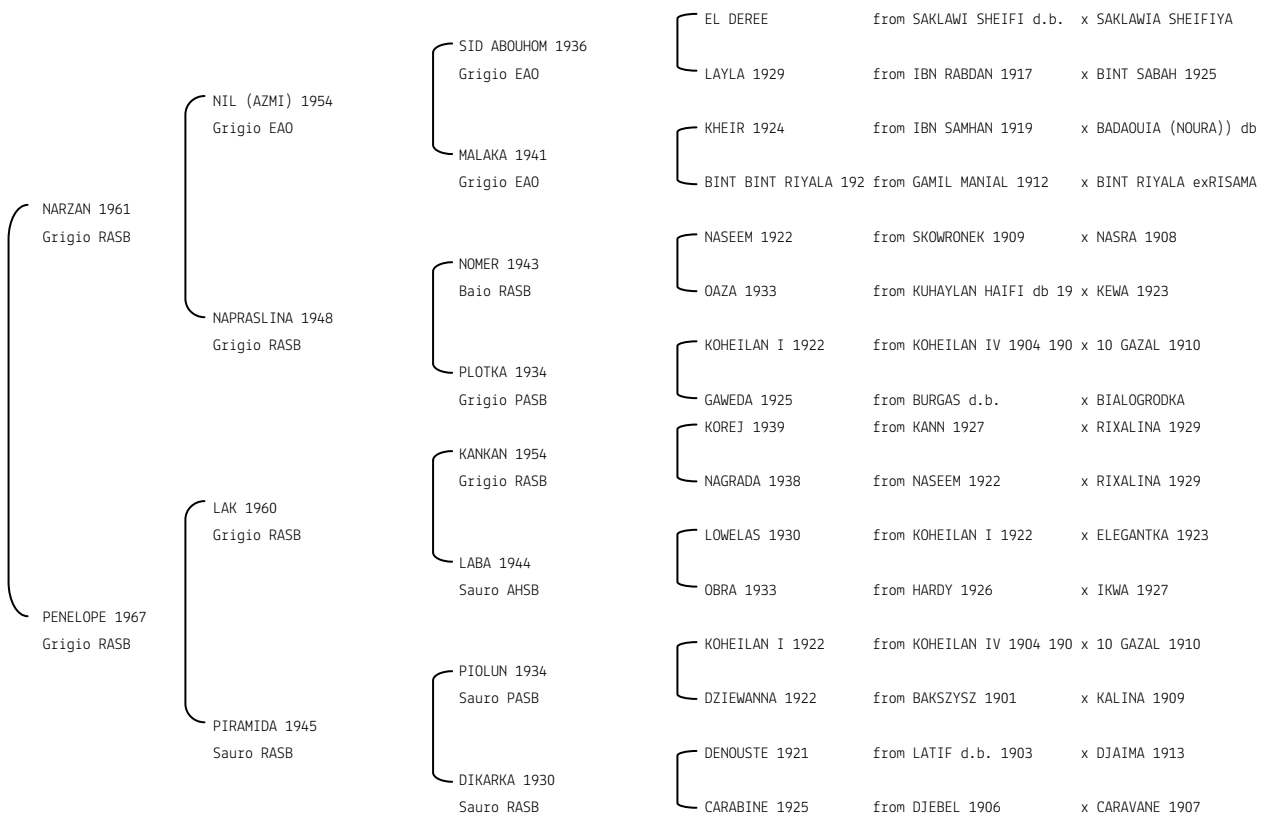 EL DEREE from SAKLAWI SHEIFI d.b. x SAKLAWIA SHEIFIYA
SID ABOUHOM 1936
Grigio EAO
LAYLA 1929 from IBN RABDAN 1917 x BINT SABAH 1925
NIL (AZMI) 1954
Grigio EAO
KHEIR 1924 from IBN SAMHAN 1919 x BADAOUIA (NOURA)) db
MALAKA 1941
Grigio EAO
BINT BINT RIYALA 192 from GAMIL MANIAL 1912 x BINT RIYALA exRISAMA
NARZAN 1961
Grigio RASB
NASEEM 1922 from SKOWRONEK 1909 x NASRA 1908
NOMER 1943
Baio RASB
OAZA 1933 from KUHAYLAN HAIFI db 19 x KEWA 1923
NAPRASLINA 1948
Grigio RASB
KOHEILAN I 1922 from KOHEILAN IV 1904 190 x 10 GAZAL 1910
PLOTKA 1934
Grigio PASB
GAWEDA 1925 from BURGAS d.b. x BIALOGRODKA
KOREJ 1939 from KANN 1927 x RIXALINA 1929
KANKAN 1954
Grigio RASB
NAGRADA 1938 from NASEEM 1922 x RIXALINA 1929
LAK 1960
Grigio RASB
LOWELAS 1930 from KOHEILAN I 1922 x ELEGANTKA 1923
LABA 1944
Sauro AHSB
OBRA 1933 from HARDY 1926 x IKWA 1927
PENELOPE 1967
Grigio RASB
KOHEILAN I 1922 from KOHEILAN IV 1904 190 x 10 GAZAL 1910
PIOLUN 1934
Sauro PASB
DZIEWANNA 1922 from BAKSZYSZ 1901 x KALINA 1909
PIRAMIDA 1945
Sauro RASB
DENOUSTE 1921 from LATIF d.b. 1903 x DJAIMA 1913
DIKARKA 1930
Sauro RASB
CARABINE 1925 from DJEBEL 1906 x CARAVANE 1907